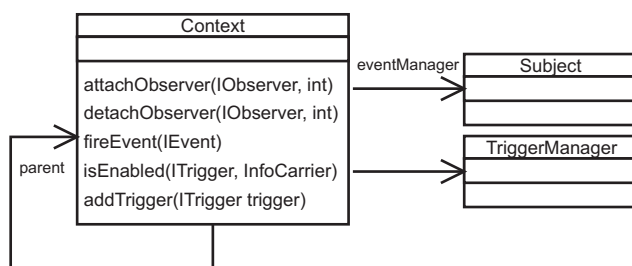 Context
attachObserver(IObserver, int)
detachObserver(IObserver, int)
fireEvent(IEvent)
isEnabled(ITrigger, InfoCarrier)
addTrigger(ITrigger trigger)
parent
eventManager
Subject
TriggerManager